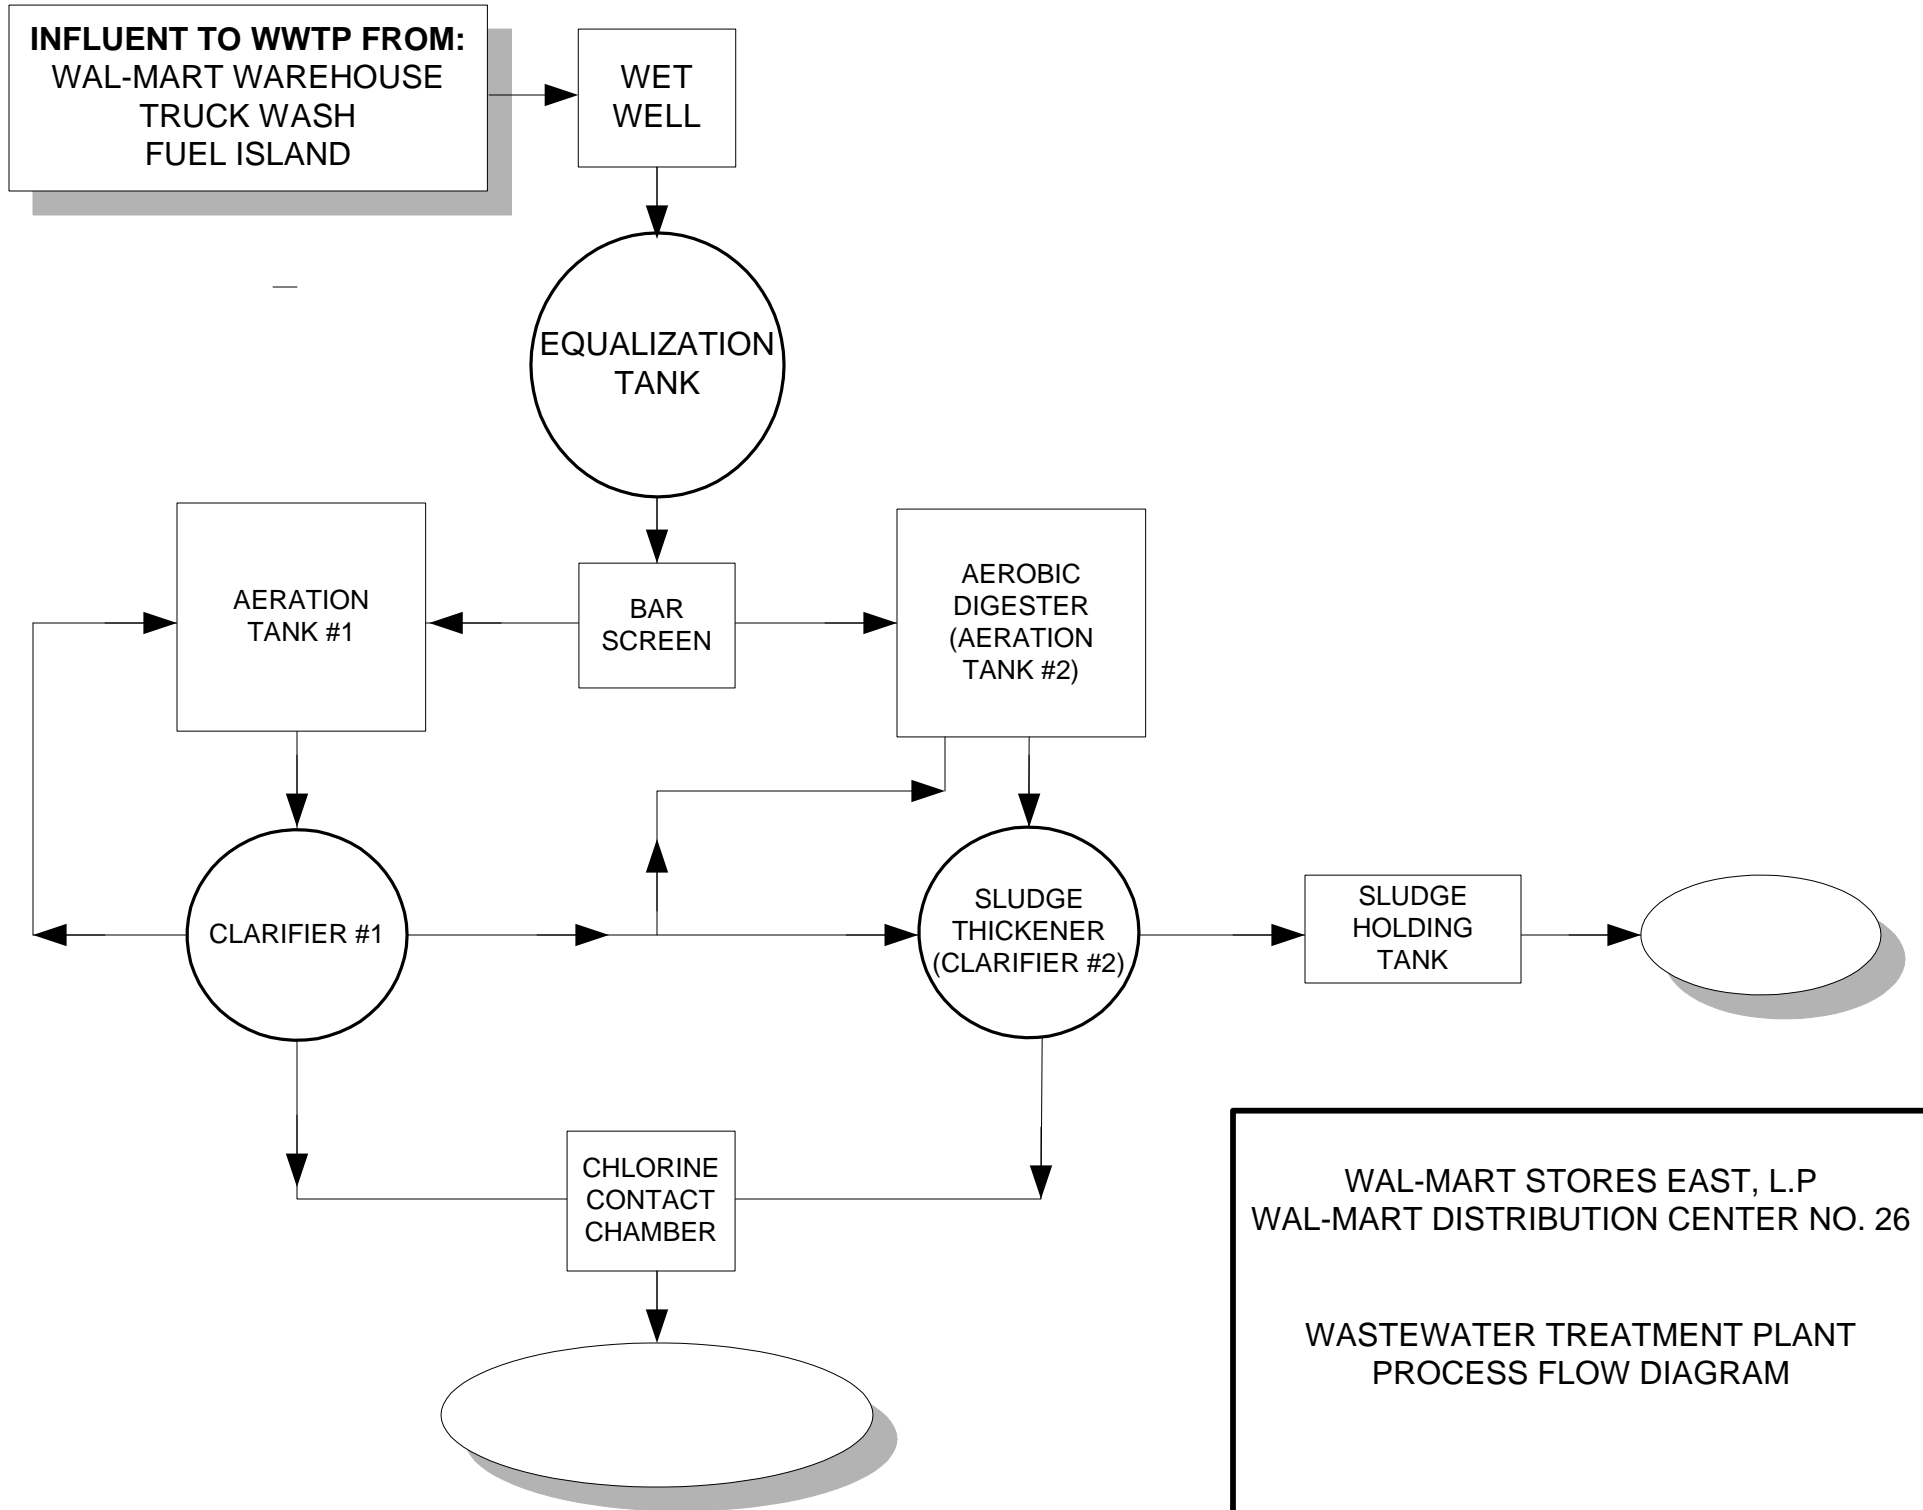 INFLUENT TO WWTP FROM:
WAL-MART WAREHOUSE
TRUCK WASH
FUEL ISLAND
WET
WELL
EQUALIZATION
TANK
AERATION
TANK #1
BAR
SCREEN
AEROBIC
DIGESTER
(AERATION
TANK #2)
CLARIFIER #1
SLUDGE
THICKENER
(CLARIFIER #2)
SLUDGE
HOLDING
TANK
CHLORINE
CONTACT
CHAMBER
WAL-MART STORES EAST, L.P
WAL-MART DISTRIBUTION CENTER NO. 26
WASTEWATER TREATMENT PLANT
PROCESS FLOW DIAGRAM